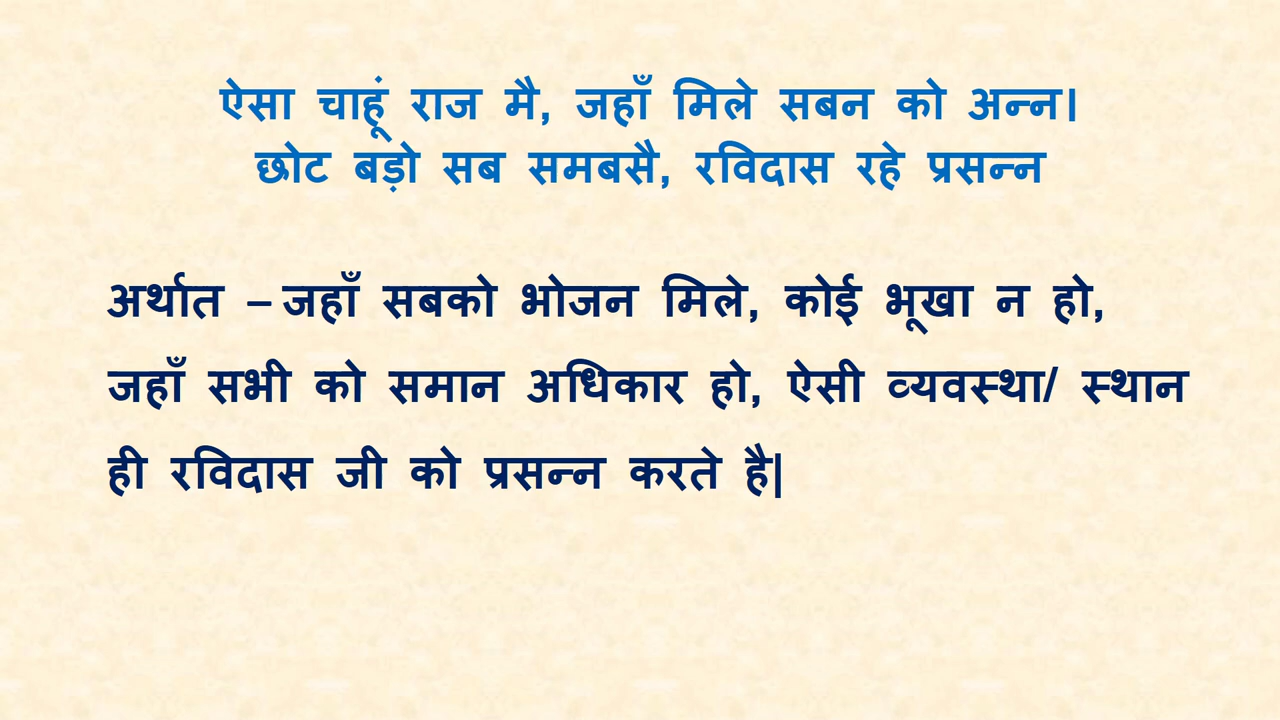 ऐसा चाहूं राज मै, जहाँ मिले सबन को अन्न।
छोट बड़ो सब समबसै, रविदास रहे प्रसन्न
अर्थात – जहाँ सबको भोजन मिले, कोई भूखा न हो,
जहाँ सभी को समान अधिकार हो, ऐसी व्यवस्था/ स्थान
ही रविदास जी को प्रसन्न करते है|